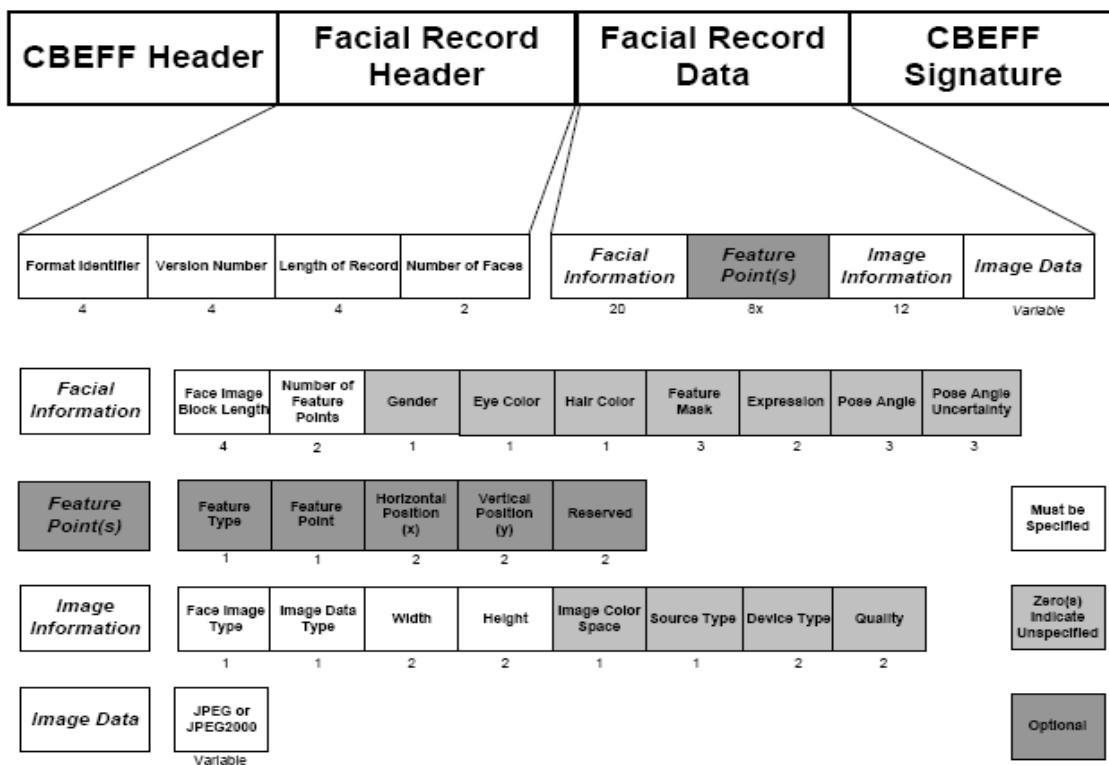 CBEFF Header
Facial Record
Header
Facial Record
Data
CBEFF
Signature
Format Identifier
Version Number
Length of Record
Number of Faces
Facial
Information
Feature
Point(s)
Image
Information
Image Data
4
4
4
2
20
8x
12
Variable
Facial
Information
Face Image
Block Length
Number of
Feature
Points
Gender
Eye Color
Hair Color
Feature
Mask
Expression
Pose Angle
Pose Angle
Uncertainty
4
2
1
1
1
3
2
3
3
Feature
Point(s)
Feature
Type
Feature
Point
Horizontal
Position
(x)
Vertical
Position
(y)
Reserved
1
1
2
2
2
Must be
Specified
Image
Information
Face Image
Type
Image Data
Type
Width
Height
Image Color
Space
Source Type
Device Type
Quality
1
1
2
2
1
1
2
2
Zero(s)
Indicate
Unspecified
Image Data
JPEG or
JPEG2000
Variable
Optional